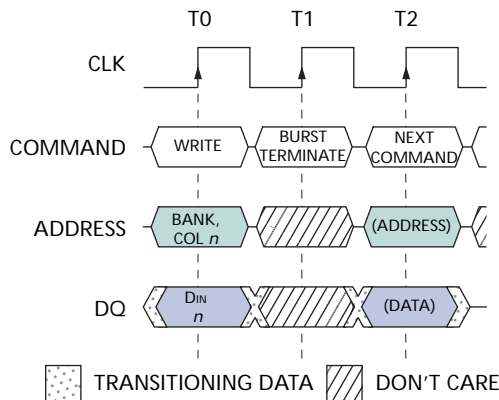 T0 T1 T2
CLK
COMMAND WRITE BURST TERMINATE NEXT COMMAND
ADDRESS BANK, COL n (ADDRESS)
DQ DIN n (DATA)
TRANSITIONING DATA DON'T CARE